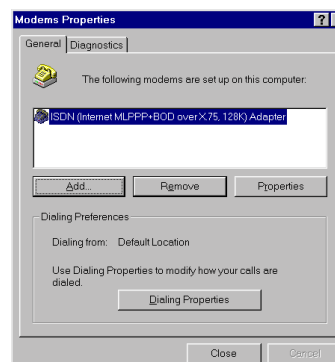 Modems Properties
?
General
Diagnostics
The following modems are set up on this computer:
ISDN (Internet MLPPP+BOD over X.75, 128K) Adapter
Add...
Remove
Properties
Dialing Preferences
Dialing from: Default Location
Use Dialing Properties to modify how your calls are
dialed.
Dialing Properties
Close
Cancel